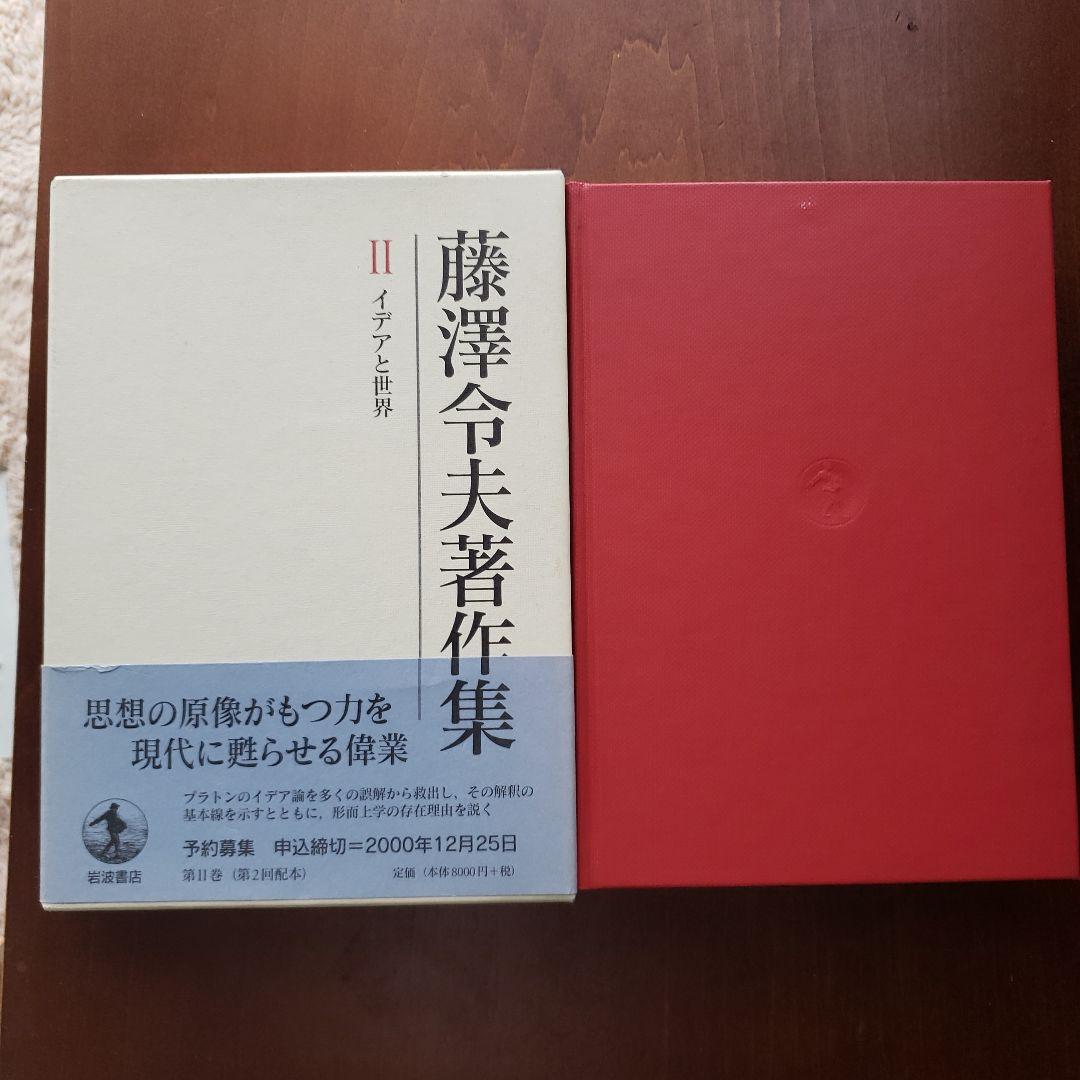 藤澤令夫著作集
II イデアと世界
思想の原像がもつ力を
現代に甦らせる偉業
プラトンのイデア論を多くの誤解から救出し、その解釈の
基本線を示すとともに，形而上学の存在理由を説く
予約募集　申込締切＝2000年12月25日
第II巻（第2回配本）　定価（本体8000円＋税）
岩波書店